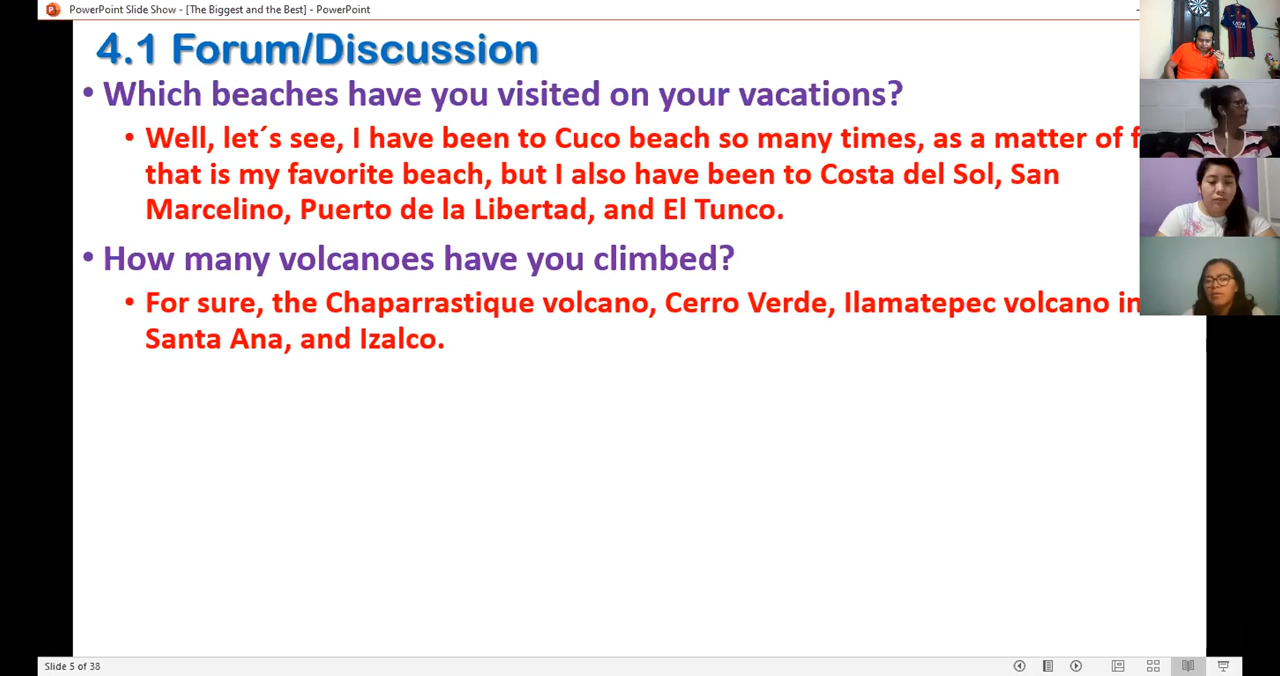 PowerPoint Slide Show - [The Biggest and the Best] - PowerPoint
4.1 Forum/Discussion
• Which beaches have you visited on your vacations?
• Well, let´s see, I have been to Cuco beach so many times, as a matter of
that is my favorite beach, but I also have been to Costa del Sol, San
Marcelino, Puerto de la Libertad, and El Tunco.
• How many volcanoes have you climbed?
• For sure, the Chaparrastique volcano, Cerro Verde, Ilamatepec volcano in
Santa Ana, and Izalco.
Slide 5 of 38